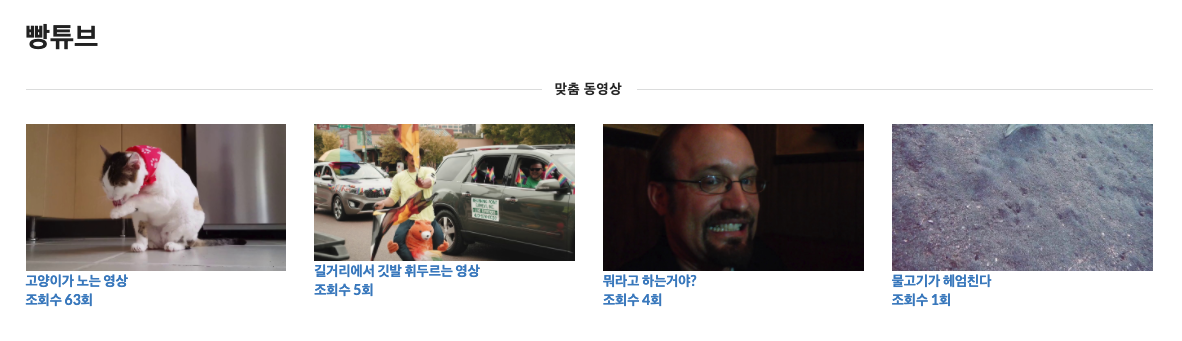 빵튜브
맞춤 동영상
고양이가 노는 영상
조회수 63회
길거리에서 깃발 휘두르는 영상
조회수 5회
뭐라고 하는거야?
조회수 4회
물고기가 헤엄친다
조회수 1회